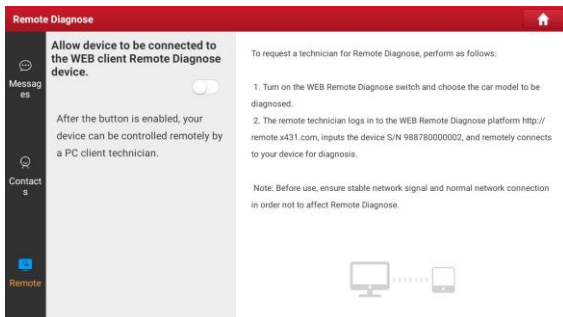 Remote Diagnose
Messag
es
Contact
s
Remote
Allow device to be connected to
the WEB client Remote Diagnose
device.
After the button is enabled, your
device can be controlled remotely by
a PC client technician.
To request a technician for Remote Diagnose, perform as follows:
1. Turn on the WEB Remote Diagnose switch and choose the car model to be
diagnosed.
2. The remote technician logs in to the WEB Remote Diagnose platform http://
remote.x431.com, inputs the device S/N 988780000002, and remotely connects
to your device for diagnosis.
Note: Before use, ensure stable network signal and normal network connection
in order not to affect Remote Diagnose.